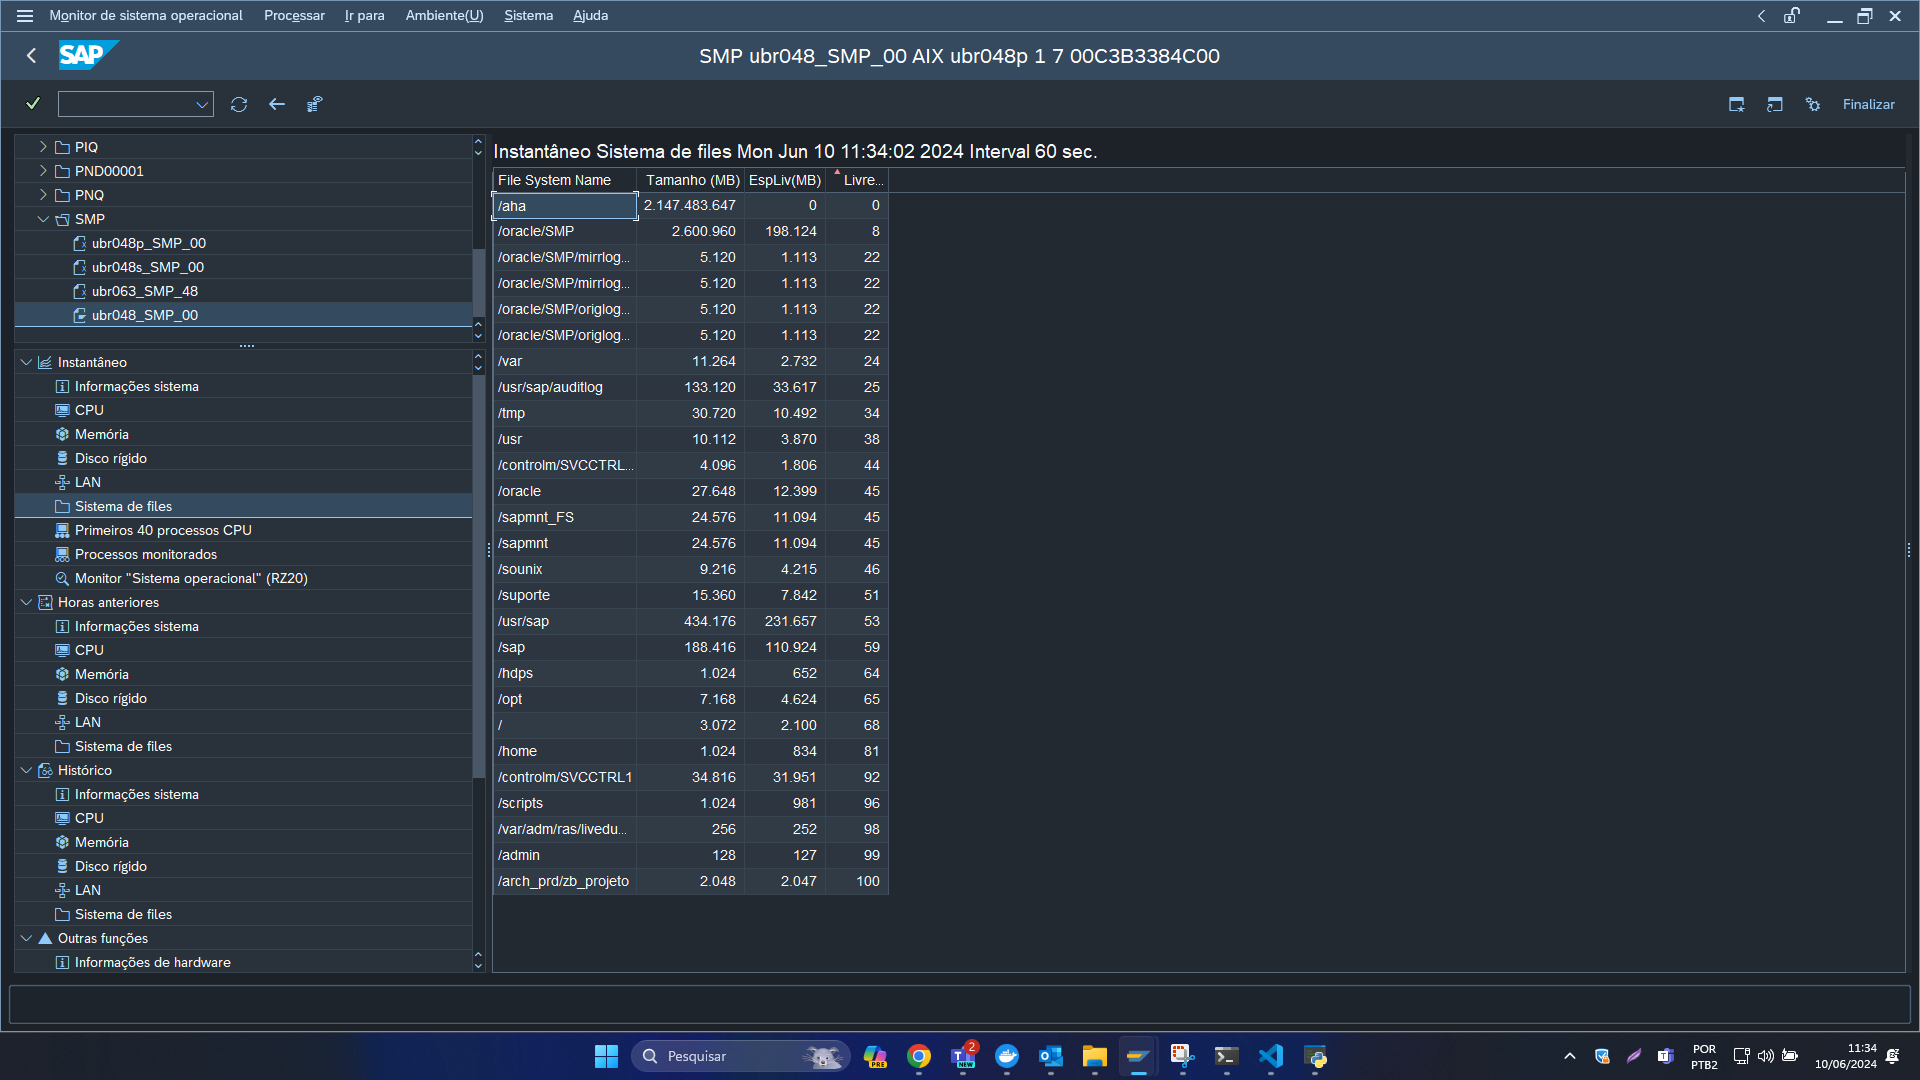 Monitor de sistema operacional Processar Ir para Ambiente(U) Sistema Ajuda
SAP
SMP ubr048_SMP_00 AIX ubr048p 1 7 00C3B3384C00
Finalizar
PIQ
PND00001
PNQ
SMP
ubr048p_SMP_00
ubr048s_SMP_00
ubr063_SMP_48
ubr048_SMP_00
Instantâneo
Informações sistema
CPU
Memória
Disco rígido
LAN
Sistema de files
Primeiros 40 processos CPU
Processos monitorados
Monitor "Sistema operacional" (RZ20)
Horas anteriores
Informações sistema
CPU
Memória
Disco rígido
LAN
Sistema de files
Histórico
Informações sistema
CPU
Memória
Disco rígido
LAN
Sistema de files
Outras funções
Informações de hardware
Instantâneo Sistema de files Mon Jun 10 11:34:02 2024 Interval 60 sec.
File System Name Tamanho (MB) EspLiv(MB) Livre...
/aha 2.147.483.647 0 0
/oracle/SMP 2.600.960 198.124 8
/oracle/SMP/mirrlog... 5.120 1.113 22
/oracle/SMP/mirrlog... 5.120 1.113 22
/oracle/SMP/origlog... 5.120 1.113 22
/oracle/SMP/origlog... 5.120 1.113 22
/var 11.264 2.732 24
/usr/sap/auditlog 133.120 33.617 25
/tmp 30.720 10.492 34
/usr 10.112 3.870 38
/controlm/SVCCTRL... 4.096 1.806 44
/oracle 27.648 12.399 45
/sapmnt_FS 24.576 11.094 45
/sapmnt 24.576 11.094 45
/sounix 9.216 4.215 46
/suporte 15.360 7.842 51
/usr/sap 434.176 231.657 53
/sap 188.416 110.924 59
/hdps 1.024 652 64
/opt 7.168 4.624 65
/ 3.072 2.100 68
/home 1.024 834 81
/controlm/SVCCTRL1 34.816 31.951 92
/scripts 1.024 981 96
/var/adm/ras/livedu... 256 252 98
/admin 128 127 99
/arch_prd/zb_projeto 2.048 2.047 100
Pesquisar
PRE
2
NEW
POR
PTB2
11:34
10/06/2024